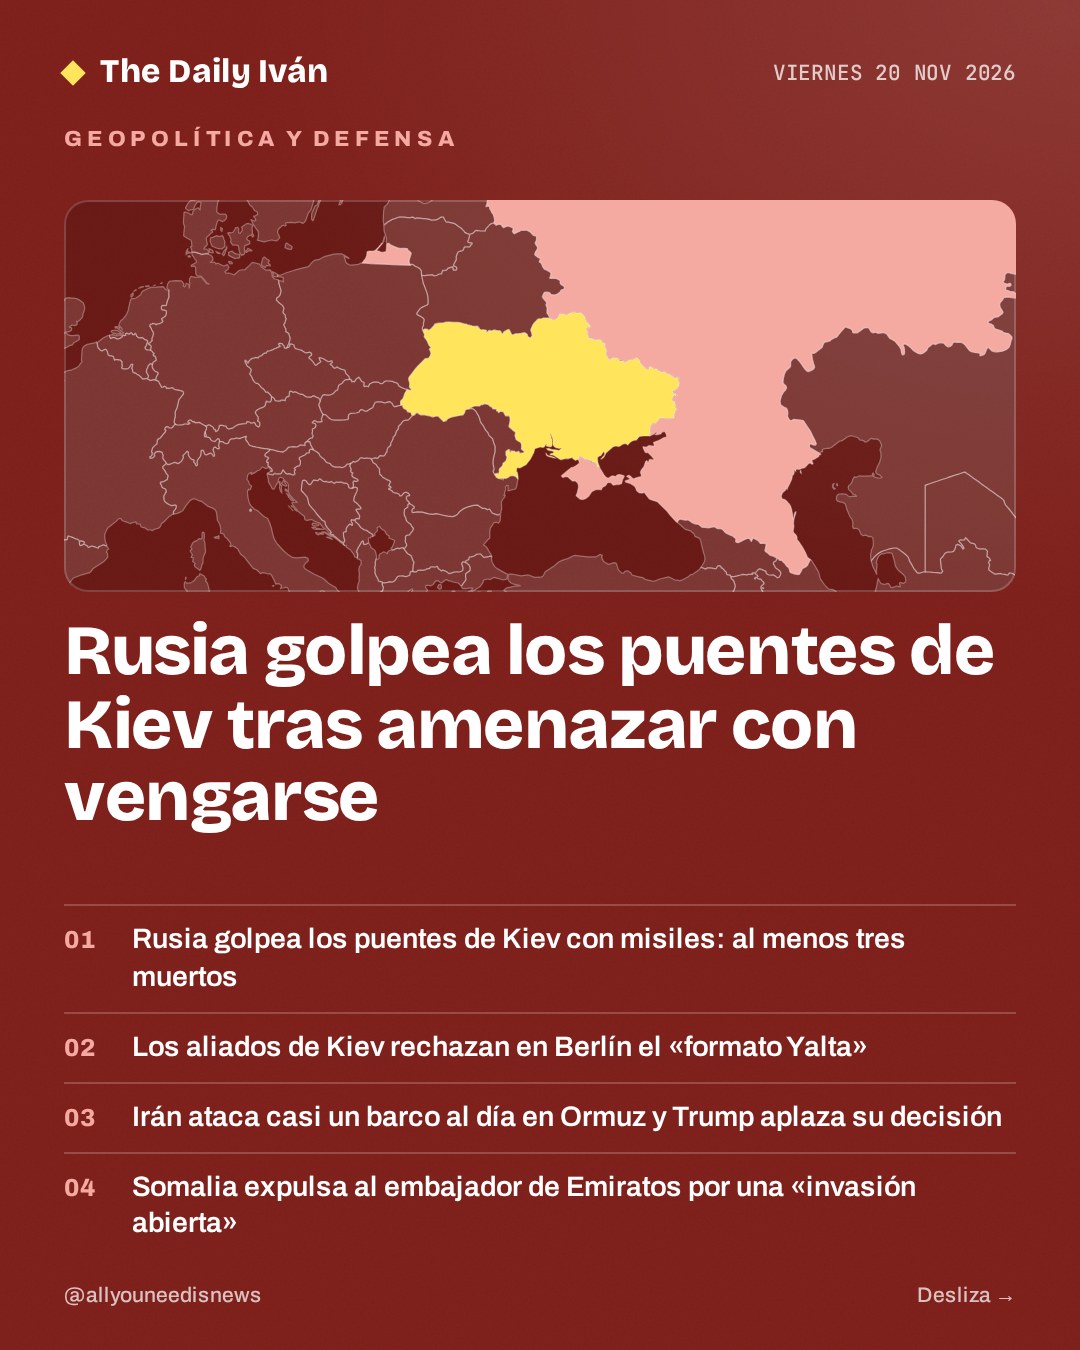 The Daily Iván
VIERNES 20 NOV 2026
GEOPOLÍTICA Y DEFENSA
Rusia golpea los puentes de
Kiev tras amenazar con
vengarse
01 Rusia golpea los puentes de Kiev con misiles: al menos tres
muertos
02 Los aliados de Kiev rechazan en Berlín el «formato Yalta»
03 Irán ataca casi un barco al día en Ormuz y Trump aplaza su decisión
04 Somalia expulsa al embajador de Emiratos por una «invasión
abierta»
@allyouneedisnews
Desliza →